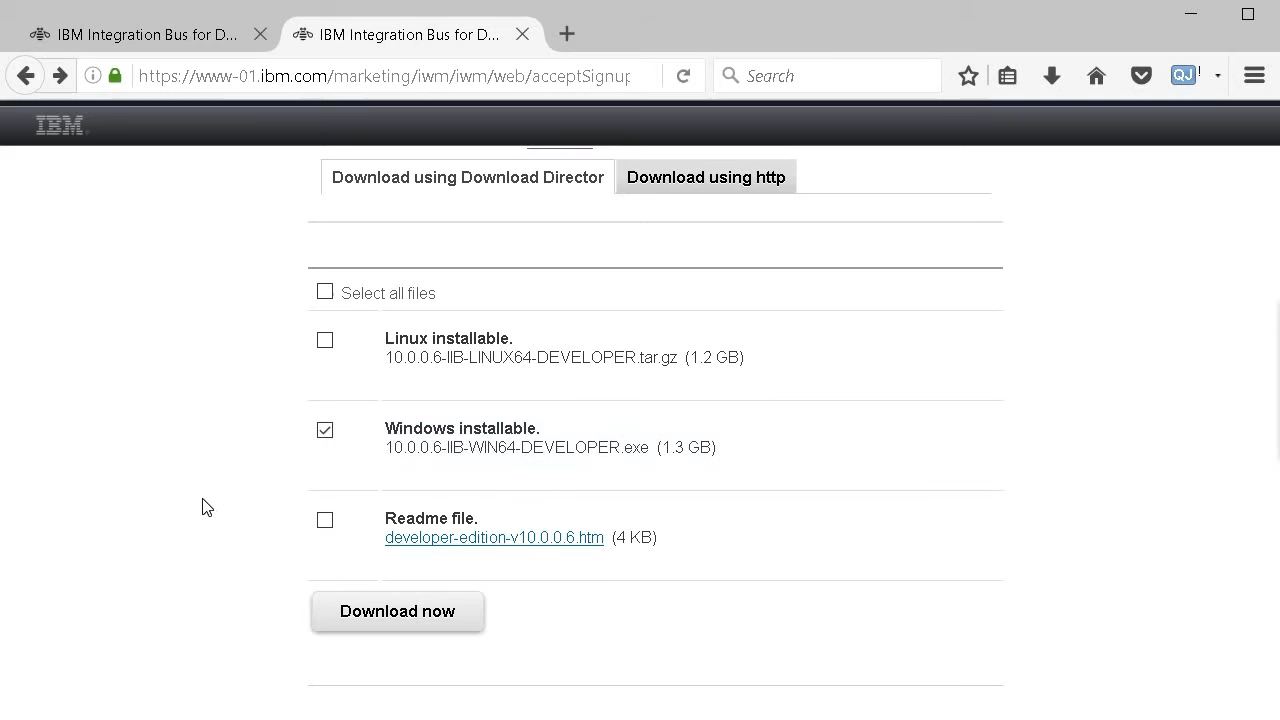 IBM Integration Bus for D...
IBM Integration Bus for D...
https://www-01.ibm.com/marketing/iwm/iwm/web/acceptSignup
Search
QJ !
IBM
Download using Download Director
Download using http
Select all files
Linux installable.
10.0.0.6-IIB-LINUX64-DEVELOPER.tar.gz (1.2 GB)
Windows installable.
10.0.0.6-IIB-WIN64-DEVELOPER.exe (1.3 GB)
Readme file.
developer-edition-v10.0.0.6.htm (4 KB)
Download now